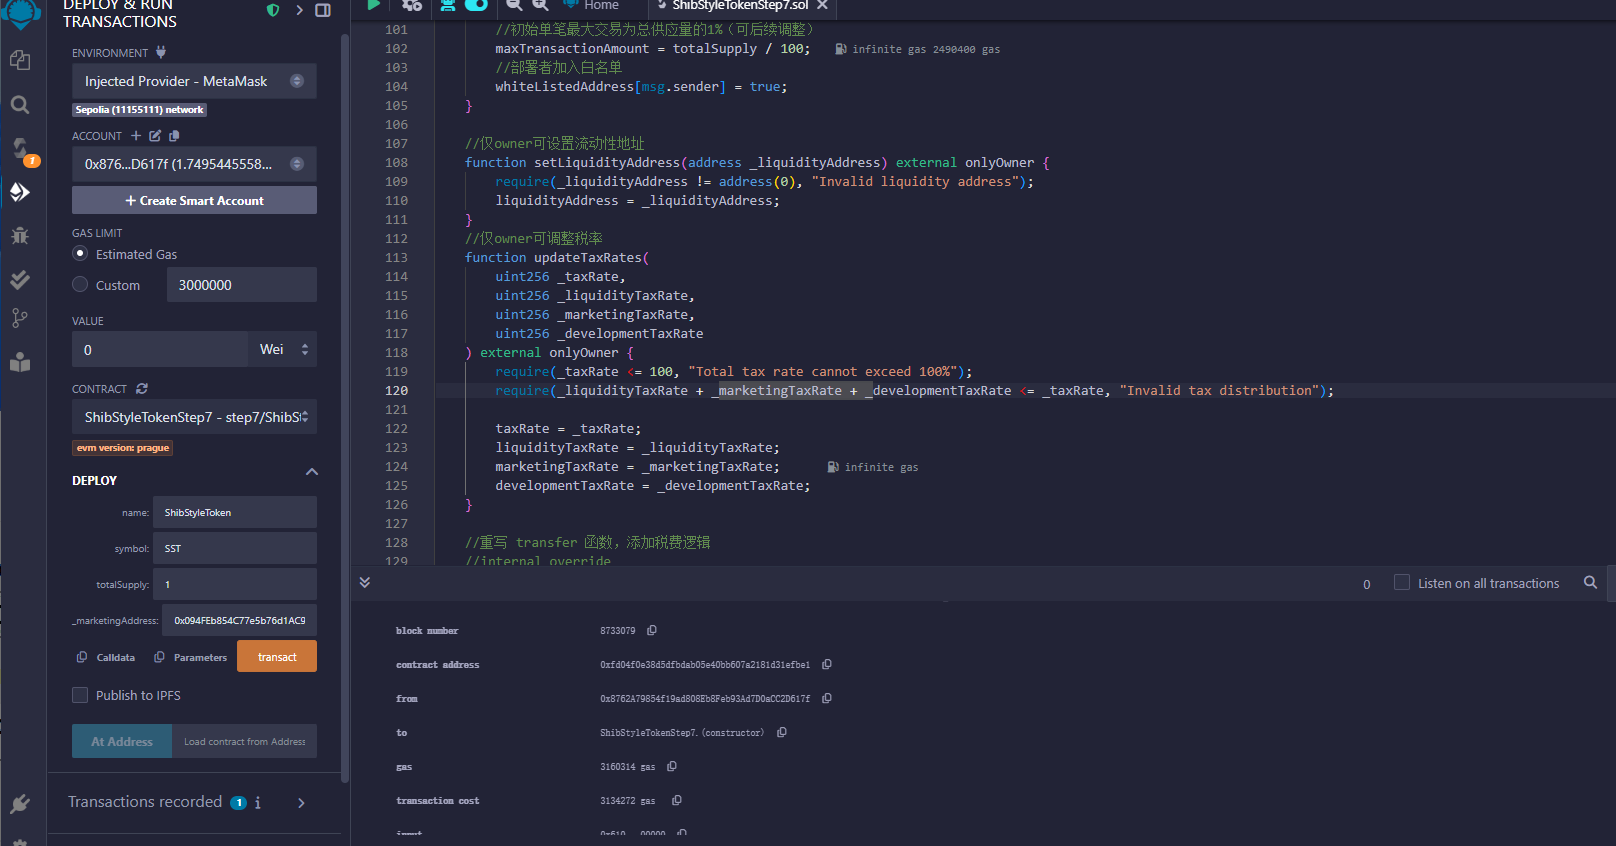 DEPLOY & RUN
TRANSACTIONS
ENVIRONMENT
Injected Provider - MetaMask
Sepolia (11155111) network
ACCOUNT
0x876...D617f (1.7495445558...
Create Smart Account
GAS LIMIT
Estimated Gas
Custom
3000000
VALUE
0
Wei
CONTRACT
ShibStyleTokenStep7 - step7/ShibSt
evm version: prague
DEPLOY
name:
ShibStyleToken
symbol:
SST
totalSupply:
1
_marketingAddress:
0x094FEb854C77e5b76d1AC9
Calldata
Parameters
transact
Publish to IPFS
At Address
Load contract from Address
Transactions recorded 1 i
1
Home
ShibStyleTokenStep7.sol
101 //初始单笔最大交易为总供应量的1%（可后续调整）
102 maxTransactionAmount = totalSupply / 100; infinite gas 2490400 gas
103 //部署者加入白名单
104 whiteListedAddress[msg.sender] = true;
105 }
106
107 //仅owner可设置流动性地址
108 function setLiquidityAddress(address _liquidityAddress) external onlyOwner {
109 require(_liquidityAddress != address(0), "Invalid liquidity address");
110 liquidityAddress = _liquidityAddress;
111 }
112 //仅owner可调整税率
113 function updateTaxRates(
114 uint256 _taxRate,
115 uint256 _liquidityTaxRate,
116 uint256 _marketingTaxRate,
117 uint256 _developmentTaxRate
118 ) external onlyOwner {
119 require(_taxRate <= 100, "Total tax rate cannot exceed 100%");
120 require(_liquidityTaxRate + _marketingTaxRate + _developmentTaxRate <= _taxRate, "Invalid tax distribution");
121
122 taxRate = _taxRate;
123 liquidityTaxRate = _liquidityTaxRate;
124 marketingTaxRate = _marketingTaxRate; infinite gas
125 developmentTaxRate = _developmentTaxRate;
126 }
127
128 //重写 transfer 函数，添加税费逻辑
129 //internal override
0
Listen on all transactions
block number 8733079
contract address 0xfd04f0e38d5dfbdab05e40bb607a2181d31efbe1
from 0x8762A79854f19ad808Eb8Feb93Ad7D0aCC2D617f
to ShibStyleTokenStep7.(constructor)
gas 3160314 gas
transaction cost 3134272 gas
input 0x610...00000